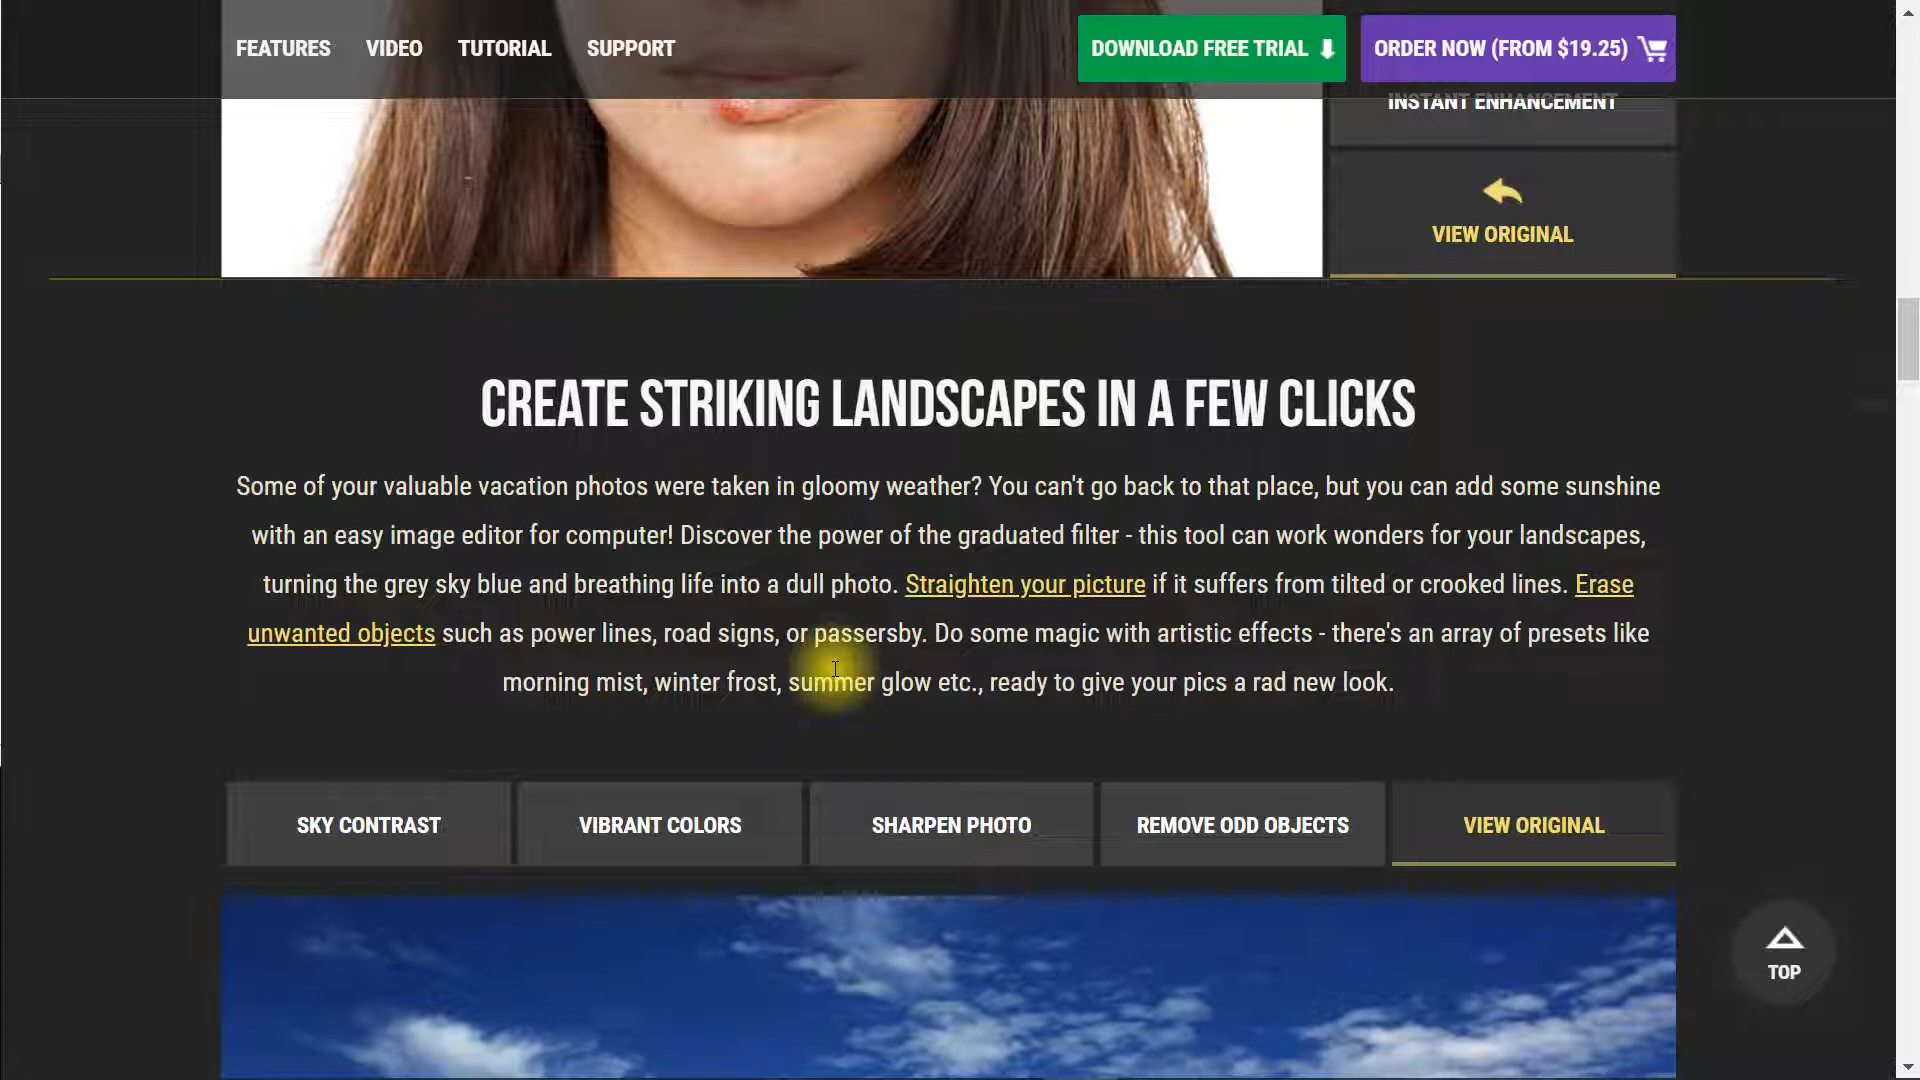 FEATURES VIDEO TUTORIAL SUPPORT DOWNLOAD FREE TRIAL ORDER NOW (FROM $19.25)
INSTANT ENHANCEMENT
VIEW ORIGINAL
CREATE STRIKING LANDSCAPES IN A FEW CLICKS
Some of your valuable vacation photos were taken in gloomy weather? You can't go back to that place, but you can add some sunshine
with an easy image editor for computer! Discover the power of the graduated filter - this tool can work wonders for your landscapes,
turning the grey sky blue and breathing life into a dull photo. Straighten your picture if it suffers from tilted or crooked lines. Erase
unwanted objects such as power lines, road signs, or passersby. Do some magic with artistic effects - there's an array of presets like
morning mist, winter frost, summer glow etc., ready to give your pics a rad new look.
SKY CONTRAST VIBRANT COLORS SHARPEN PHOTO REMOVE ODD OBJECTS VIEW ORIGINAL
TOP